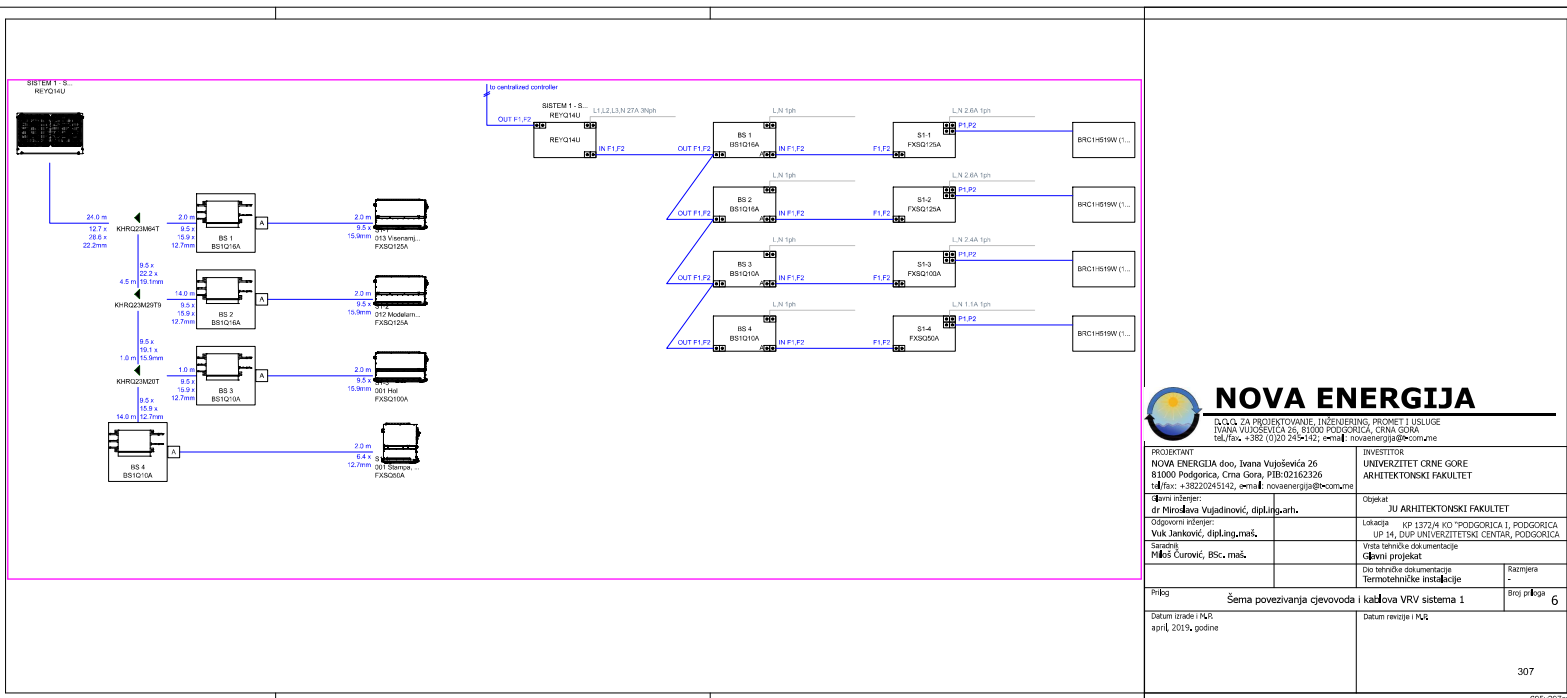 SISTEM 1 - S...
REYQ14U
24.0 m
12.7 x
28.6 x
22.2mm
KHRQ23M64T
2.0 m
9.5 x
15.9 x
12.7mm
BS 1
BS1Q16A
A
2.0 m
9.5 x
15.9mm
013 Višenamj...
FXSQ125A
9.5 x
22.2 x
4.5 m 19.1mm
KHRQ23M29T9
14.0 m
9.5 x
15.9 x
12.7mm
BS 2
BS1Q16A
A
2.0 m
9.5 x
15.9mm
012 Modelarn...
FXSQ125A
9.5 x
19.1 x
1.0 m 15.9mm
KHRQ23M20T
1.0 m
9.5 x
15.9 x
12.7mm
BS 3
BS1Q10A
A
2.0 m
9.5 x
15.9mm
001 Hol
FXSQ100A
9.5 x
15.9 x
14.0 m 12.7mm
BS 4
BS1Q10A
A
2.0 m
6.4 x
12.7mm
001 Stampa, ...
FXSQ50A
to centralized controller
SISTEM 1 - S...
REYQ14U
L1,L2,L3,N 27A 3Nph
OUT F1,F2
REYQ14U
IN F1,F2
L,N 1ph
OUT F1,F2
BS 1
BS1Q16A
A
IN F1,F2
L,N 2.6A 1ph
F1,F2
S1-1
FXSQ125A
P1,P2
BRC1H519W (1...
L,N 1ph
OUT F1,F2
BS 2
BS1Q16A
A
IN F1,F2
L,N 2.6A 1ph
F1,F2
S1-2
FXSQ125A
P1,P2
BRC1H519W (1...
L,N 1ph
OUT F1,F2
BS 3
BS1Q10A
A
IN F1,F2
L,N 2.4A 1ph
F1,F2
S1-3
FXSQ100A
P1,P2
BRC1H519W (1...
L,N 1ph
OUT F1,F2
BS 4
BS1Q10A
A
IN F1,F2
L,N 1.1A 1ph
F1,F2
S1-4
FXSQ50A
P1,P2
BRC1H519W (1...
NOVA ENERGIJA
D.O.O. ZA PROJEKTOVANJE, INŽENJERING, PROMET I USLUGE
IVANA VUJOŠEVIĆA 26, 81000 PODGORICA, CRNA GORA
tel./fax. +382 (0)20 245-142; e-mail: novaenergija@t-com.me
PROJEKTANT
NOVA ENERGIJA doo, Ivana Vujoševića 26
81000 Podgorica, Crna Gora, PIB:02162326
tel/fax: +38220245142, e-mail: novaenergija@t-com.me
INVESTITOR
UNIVERZITET CRNE GORE
ARHITEKTONSKI FAKULTET
Glavni inženjer:
dr Miroslava Vujadinović, dipl.ing.arh.
Objekat
JU ARHITEKTONSKI FAKULTET
Odgovorni inženjer:
Vuk Janković, dipl.ing.maš.
Lokacija KP 1372/4 KO "PODGORICA I, PODGORICA
UP 14, DUP UNIVERZITETSKI CENTAR, PODGORICA
Saradnik
Miloš Čurović, BSc. maš.
Vrsta tehničke dokumentacije
Glavni projekat
Dio tehničke dokumentacije
Termotehničke instalacije
Razmjera
-
Prilog
Šema povezivanja cjevovoda i kablova VRV sistema 1
Broj priloga 6
Datum izrade i M.P.
april, 2019. godine
Datum revizije i M.P.
307